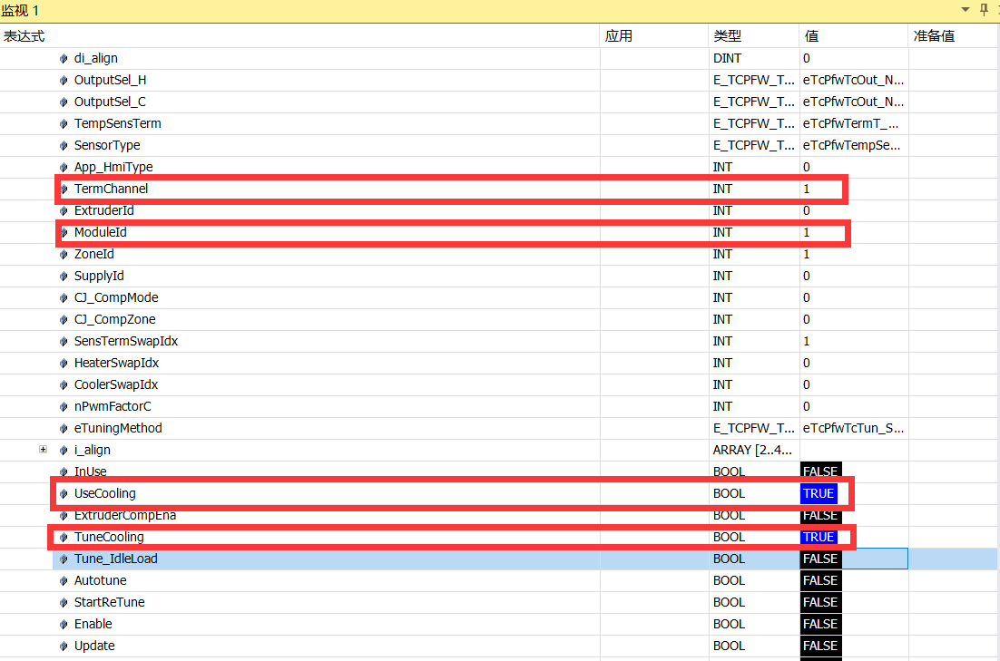 监视 1
表达式 应用 类型 值 准备值
di_align DINT 0
OutputSel_H E_TCPFW_T... eTcPfwTcOut_N...
OutputSel_C E_TCPFW_T... eTcPfwTcOut_N...
TempSensTerm E_TCPFW_T... eTcPfwTermT_...
SensorType E_TCPFW_T... eTcPfwTempSe...
App_HmiType INT 0
TermChannel INT 1
ExtruderId INT 0
ModuleId INT 1
ZoneId INT 1
SupplyId INT 0
CJ_CompMode INT 0
CJ_CompZone INT 0
SensTermSwapIdx INT 1
HeaterSwapIdx INT 0
CoolerSwapIdx INT 0
nPwmFactorC INT 0
eTuningMethod E_TCPFW_T... eTcPfwTcTun_S...
i_align ARRAY [2..4...
InUse BOOL FALSE
UseCooling BOOL TRUE
ExtruderCompEna BOOL FALSE
TuneCooling BOOL TRUE
Tune_IdleLoad BOOL FALSE
Autotune BOOL FALSE
StartReTune BOOL FALSE
Enable BOOL FALSE
Update BOOL FALSE